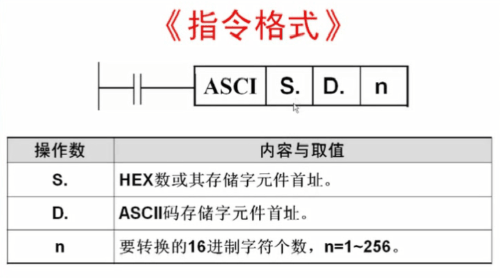 《指令格式》
ASCI S. D. n
操作数 内容与取值
S. HEX数或其存储字元件首址。
D. ASCII码存储字元件首址。
n 要转换的16进制字符个数，n=1~256。